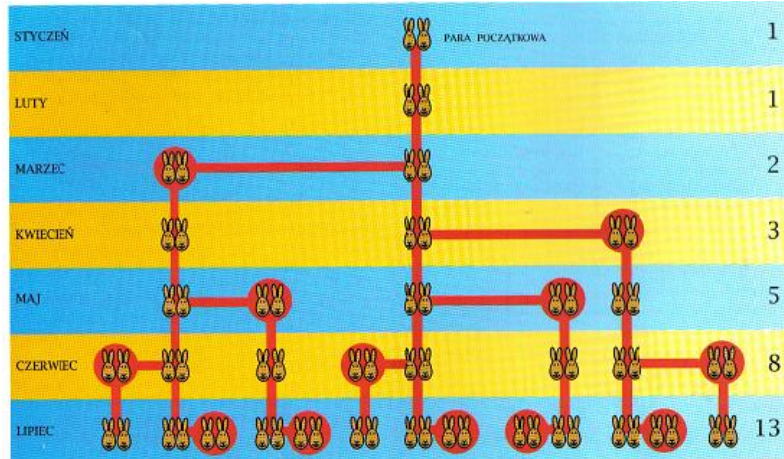 STYCZEŃ PARA POCZĄTKOWA 1
LUTY 1
MARZEC 2
KWIECIEŃ 3
MAJ 5
CZERWIEC 8
LIPIEC 13